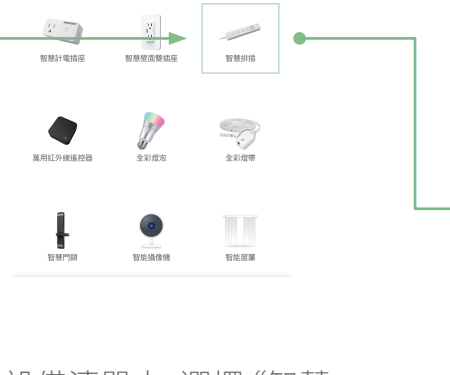 智慧計電插座 智慧壁面雙插座 智慧排插
萬用紅外線遙控器 全彩燈泡 全彩燈帶
智慧門鎖 智能攝像機 智能窗簾